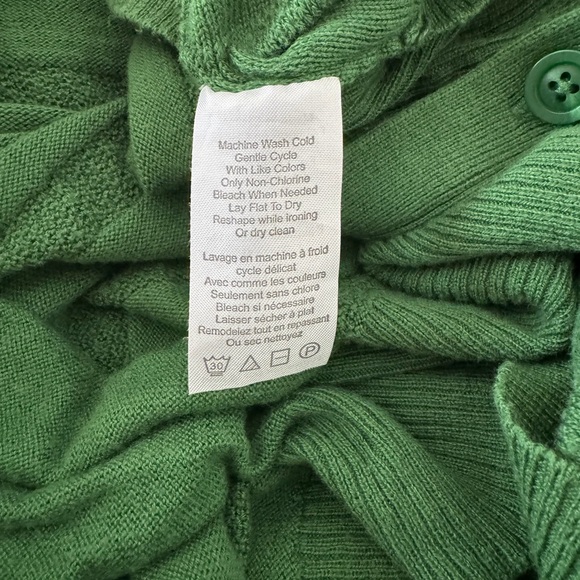 Machine Wash Cold
Gentle Cycle
With Like Colors
Only Non-Chlorine
Bleach When Needed
Lay Flat To Dry
Reshape while ironing
Or dry clean
Lavage en machine à froid
cycle délicat
Avec comme les couleurs
Seulement sans chlore
Bleach si nécessaire
Laisser sécher à plat
Remodelez tout en repassant
Ou sec nettoyez
30 P